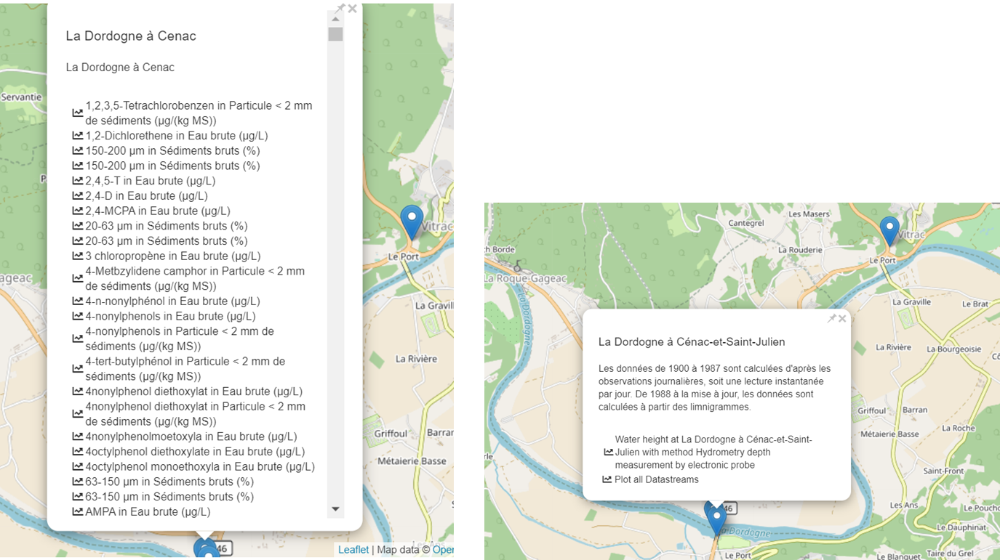 La Dordogne à Cenac
La Dordogne à Cenac
1,2,3,5-Tetrachlorobenzen in Particule < 2 mm
de sédiments (µg/(kg MS))
1,2-Dichlorethene in Eau brute (µg/L)
150-200 µm in Sédiments bruts (%)
150-200 µm in Sédiments bruts (%)
2,4,5-T in Eau brute (µg/L)
2,4-D in Eau brute (µg/L)
2,4-MCPA in Eau brute (µg/L)
20-63 µm in Sédiments bruts (%)
20-63 µm in Sédiments bruts (%)
3 chloropropène in Eau brute (µg/L)
4-Metbzylidene camphor in Particule < 2 mm
de sédiments (µg/(kg MS))
4-n-nonylphénol in Eau brute (µg/L)
4-nonylphenols in Eau brute (µg/L)
4-nonylphenols in Particule < 2 mm de
sédiments (µg/(kg MS))
4-tert-butylphénol in Particule < 2 mm de
sédiments (µg/(kg MS))
4nonylphenol diethoxylat in Eau brute (µg/L)
4nonylphenol diethoxylat in Particule < 2 mm
de sédiments (µg/(kg MS))
4nonylphenolmoetoxyla in Eau brute (µg/L)
4octylphenol diethoxylate in Eau brute (µg/L)
4octylphenol monoethoxyla in Eau brute (µg/L)
63-150 µm in Sédiments bruts (%)
63-150 µm in Sédiments bruts (%)
AMPA in Eau brute (µg/L)
Servantie
P
ageac
Vitrac
Le Port
La Gravill
La Rivière
Griffoul
Barrar
Métairie Basse
46
Leaflet | Map data © Oper
Les Masers
Cantegrel
Vitrac
La Rouderie
ch Borde
Le Port
La Roque-Gageac
La Dordogne
La Graville
Le Brat
La Rivière
La Bourgeoisie
La Dordogne à Cénac-et-Saint-Julien
Les données de 1900 à 1987 sont calculées d'après les
observations journalières, soit une lecture instantanée
par jour. De 1988 à la mise à jour, les données sont
calculées à partir des limnigrammes.
Water height at La Dordogne à Cénac-et-Saint-
Julien with method Hydrometry depth
measurement by electronic probe
Plot all Datastreams
Griffoul
Barran
La Roche
Métairie Basse
rle
Saint-Front
Les Ans
Le Pouch
46
La Dordogne
Le Dauphinat
Le Port
Le Blanquet
Taire du Grel